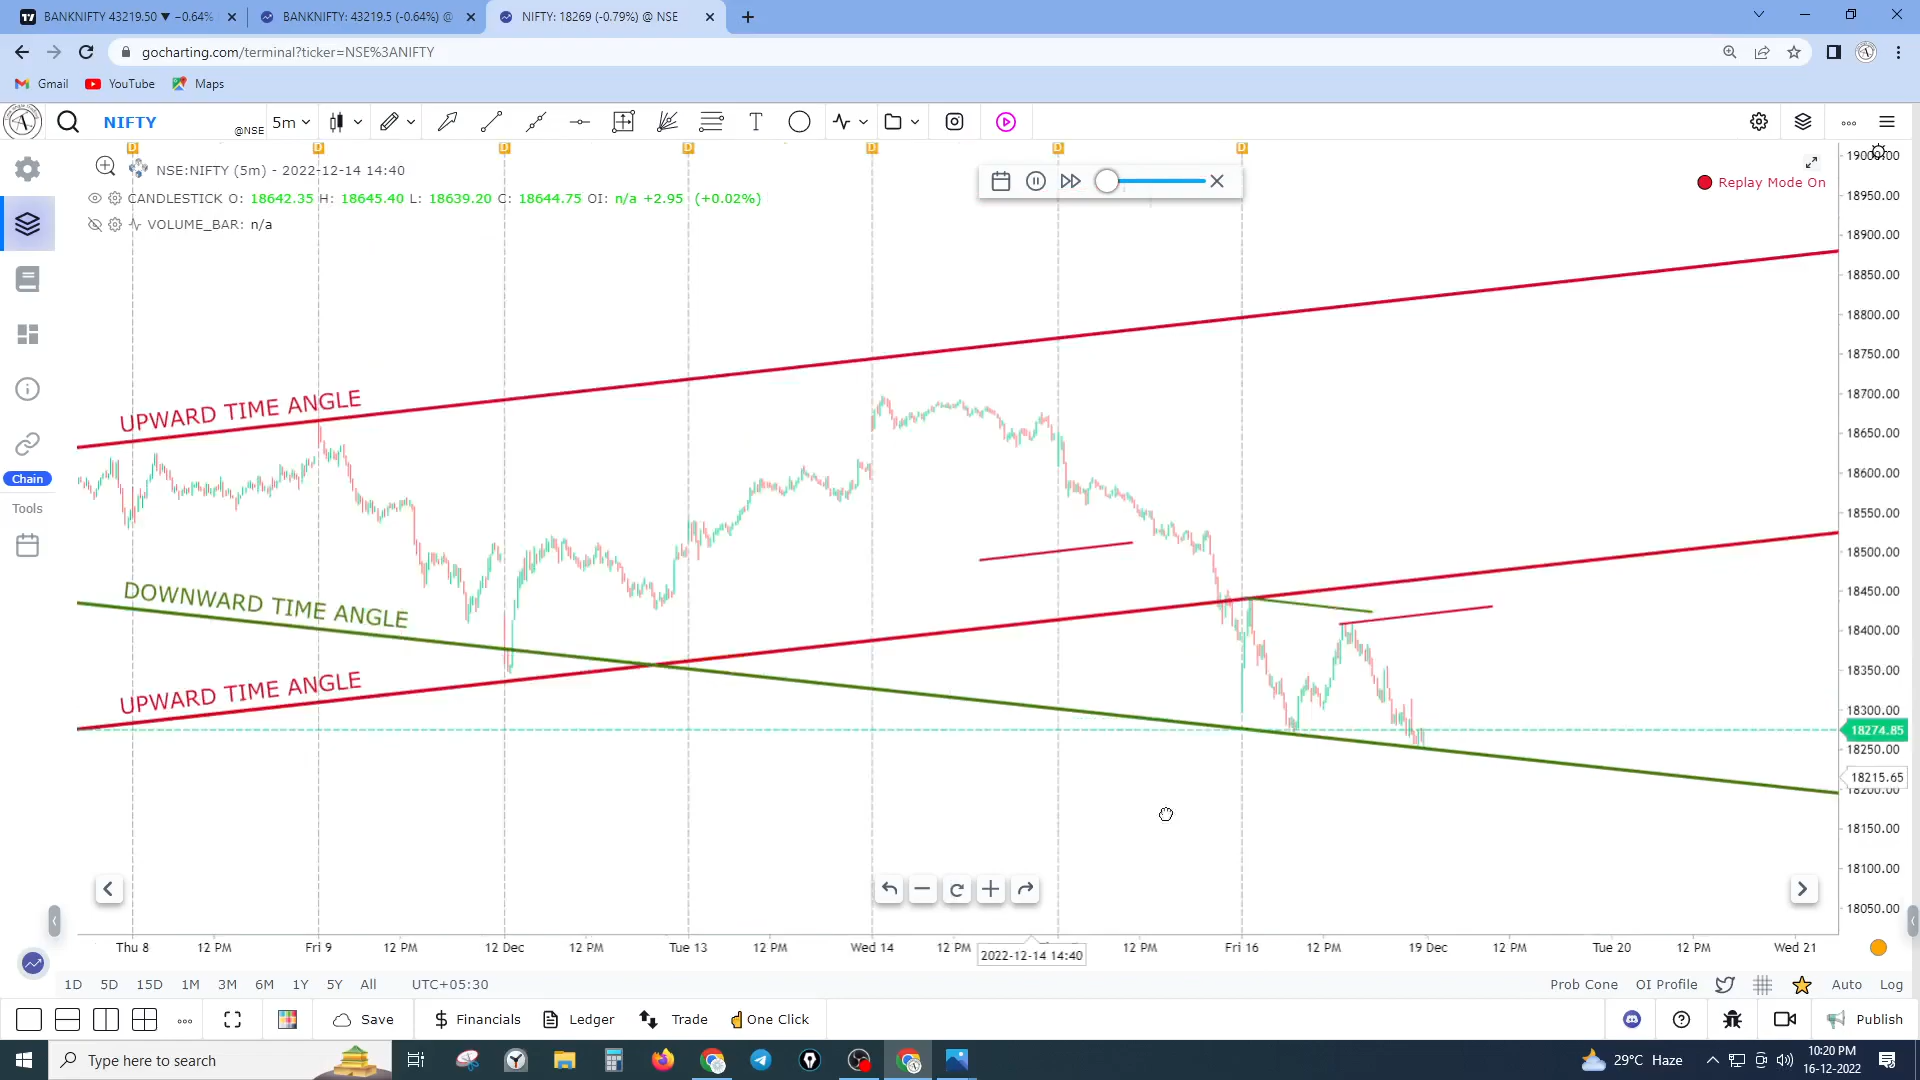 BANKNIFTY 43219.50 ▼ −0.64%
BANKNIFTY: 43219.5 (-0.64%) @
NIFTY: 18269 (-0.79%) @ NSE
gocharting.com/terminal?ticker=NSE%3ANIFTY
Gmail YouTube Maps
NIFTY @NSE 5m T
D D D D D D D
NSE:NIFTY (5m) - 2022-12-14 14:40
Replay Mode On
CANDLESTICK O: 18642.35 H: 18645.40 L: 18639.20 C: 18644.75 OI: n/a +2.95 (+0.02%)
VOLUME_BAR: n/a
19000.00
18950.00
18900.00
18850.00
18800.00
18750.00
18700.00
18650.00
18600.00
18550.00
18500.00
18450.00
18400.00
18350.00
18300.00
18274.85
18250.00
18215.65
18200.00
18150.00
18100.00
18050.00
UPWARD TIME ANGLE
DOWNWARD TIME ANGLE
UPWARD TIME ANGLE
Chain
Tools
Thu 8 12 PM Fri 9 12 PM 12 Dec 12 PM Tue 13 12 PM Wed 14 12 PM 12 PM Fri 16 12 PM 19 Dec 12 PM Tue 20 12 PM Wed 21
2022-12-14 14:40
1D 5D 15D 1M 3M 6M 1Y 5Y All UTC+05:30 Prob Cone OI Profile Auto Log
Save $ Financials Ledger Trade One Click Publish
Type here to search
29°C Haze
10:20 PM
16-12-2022